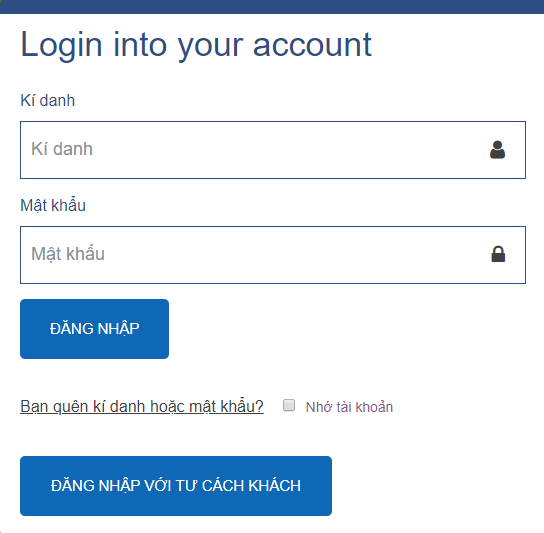 Login into your account
Kí danh
Kí danh
Mật khẩu
Mật khấu
ĐĂNG NHẬP
Bạn quên kí danh hoặc mật khẩu?
Nhớ tài khoản
ĐĂNG NHẬP VỚI TƯ CÁCH KHÁCH